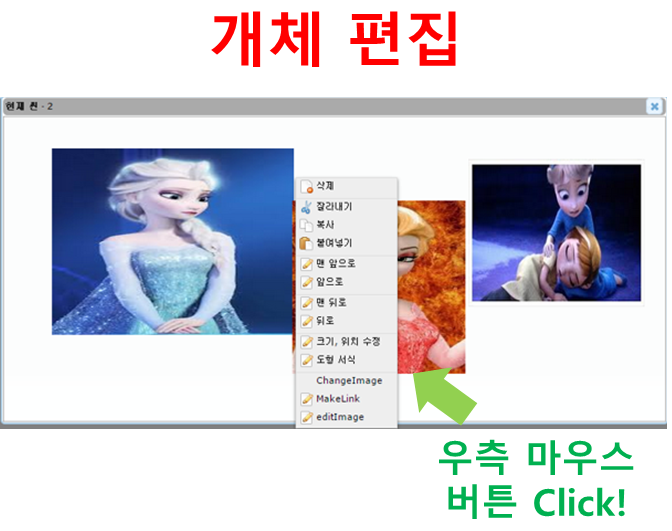 개체 편집
현재 씬 - 2
삭제
잘라내기
복사
붙여넣기
맨 앞으로
앞으로
맨 뒤로
뒤로
크기, 위치 수정
도형 서식
ChangeImage
MakeLink
editImage
우측 마우스
버튼 Click!